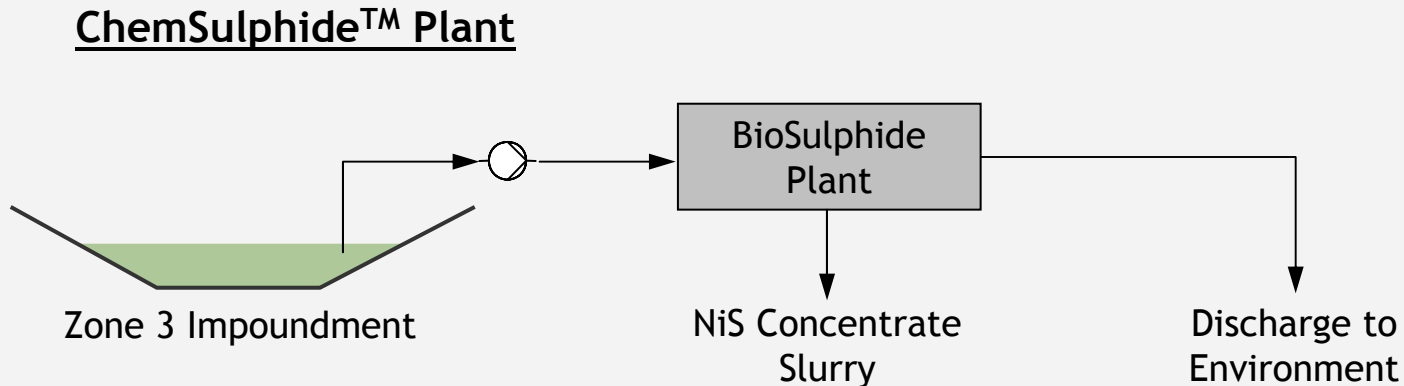 ChemSulphide™ Plant
BioSulphide
Plant
Zone 3 Impoundment
NiS Concentrate
Slurry
Discharge to
Environment